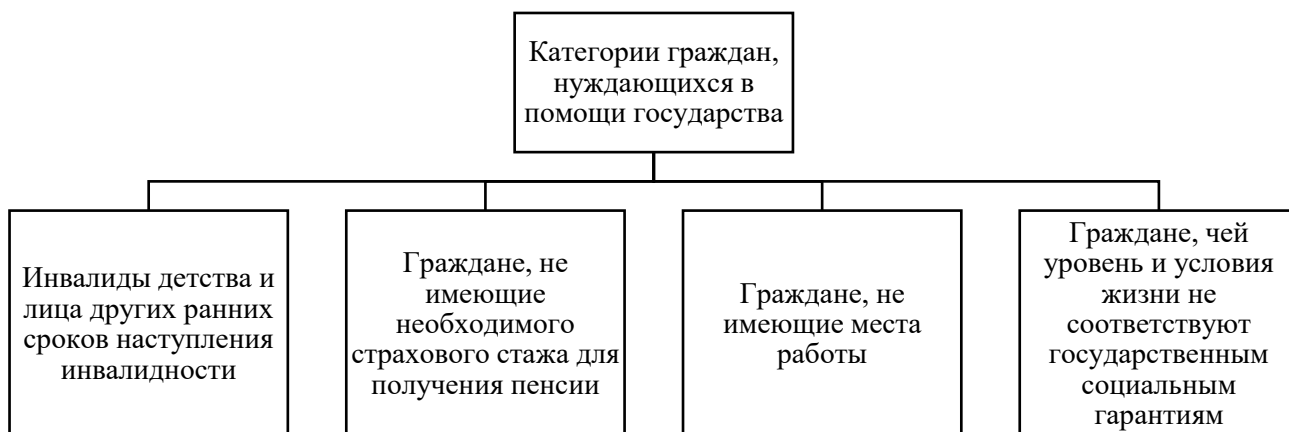 Категории граждан,
нуждающихся в
помощи государства
Инвалиды детства и
лица других ранних
сроков наступления
инвалидности
Граждане, не
имеющие
необходимого
страхового стажа для
получения пенсии
Граждане, не
имеющие места
работы
Граждане, чей
уровень и условия
жизни не
соответствуют
государственным
социальным
гарантиям